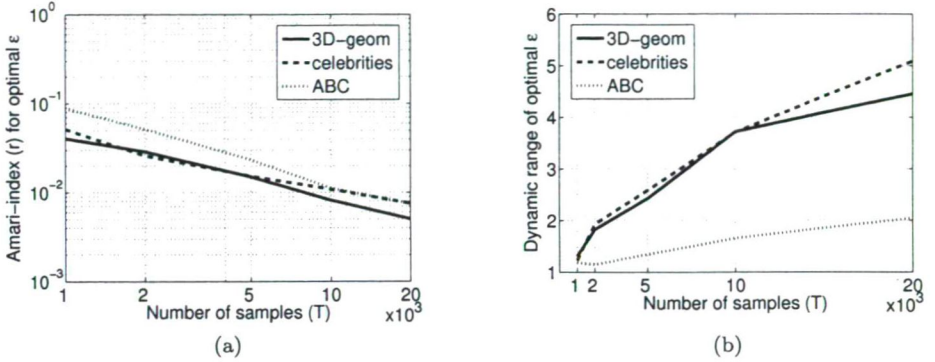 10^0
10^-1
10^-2
10^-3
Amari-index (r) for optimal ε
3D-geom
celebrities
ABC
1 2 5 10 20
Number of samples (T) x10^3
(a)
6
5
4
3
2
1
Dynamic range of optimal ε
3D-geom
celebrities
ABC
1 2 5 10 20
Number of samples (T) x10^3
(b)